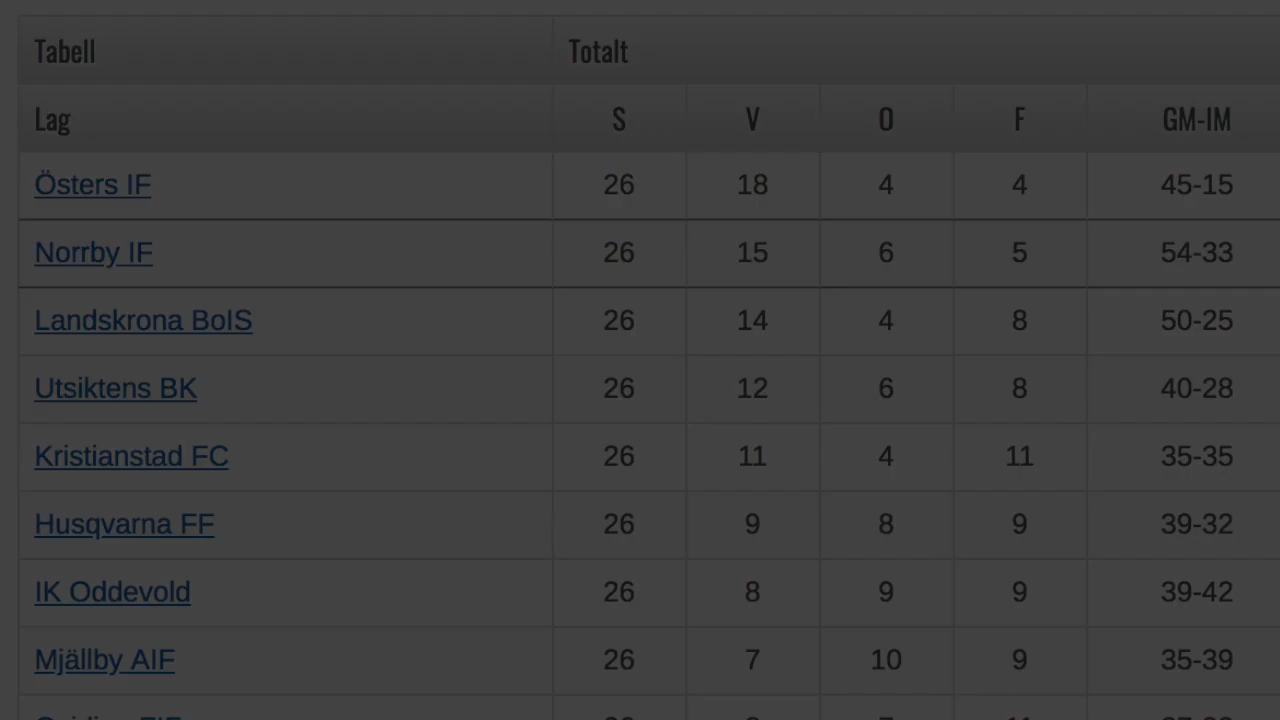 Tabell Totalt
Lag S V O F GM-IM
Östers IF 26 18 4 4 45-15
Norrby IF 26 15 6 5 54-33
Landskrona BoIS 26 14 4 8 50-25
Utsiktens BK 26 12 6 8 40-28
Kristianstad FC 26 11 4 11 35-35
Husqvarna FF 26 9 8 9 39-32
IK Oddevold 26 8 9 9 39-42
Mjällby AIF 26 7 10 9 35-39